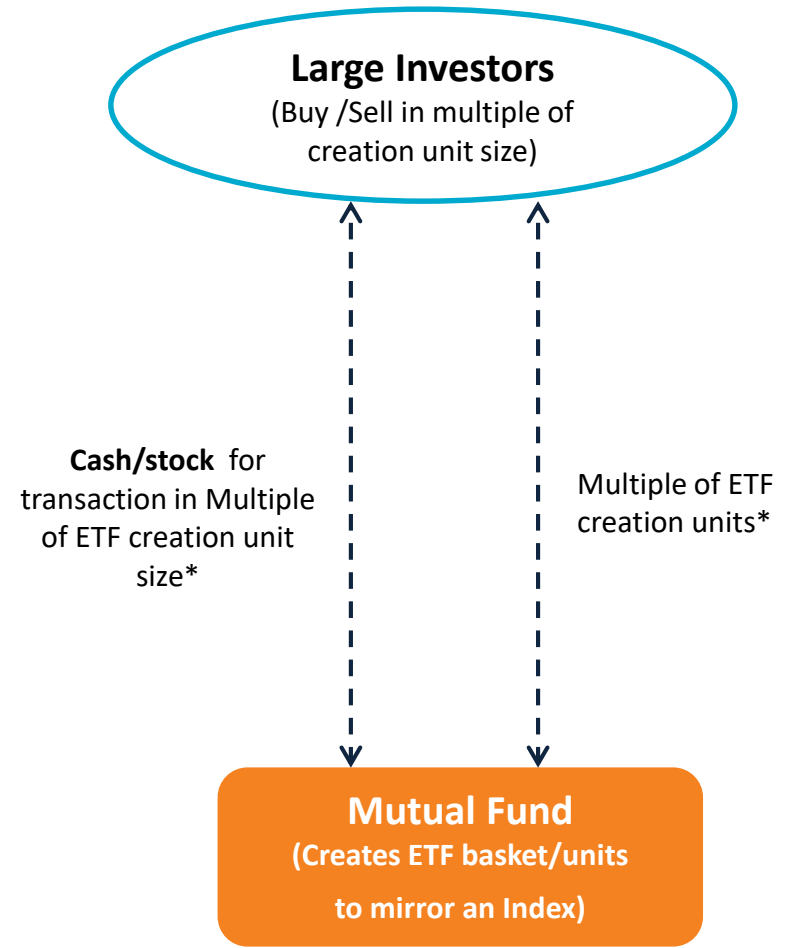 Large Investors
(Buy /Sell in multiple of
creation unit size)
Cash/stock for
transaction in Multiple
of ETF creation unit
size*
Multiple of ETF
creation units*
Mutual Fund
(Creates ETF basket/units
to mirror an Index)